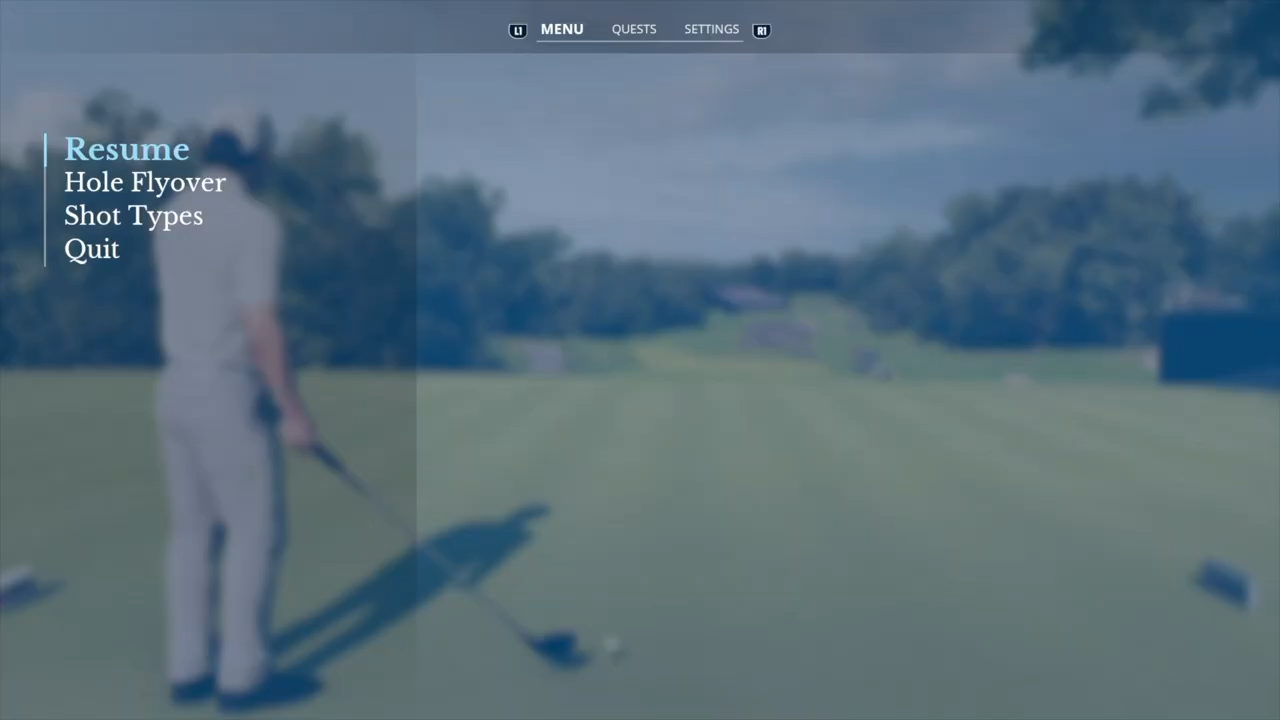 L1 MENU QUESTS SETTINGS R1
Resume
Hole Flyover
Shot Types
Quit